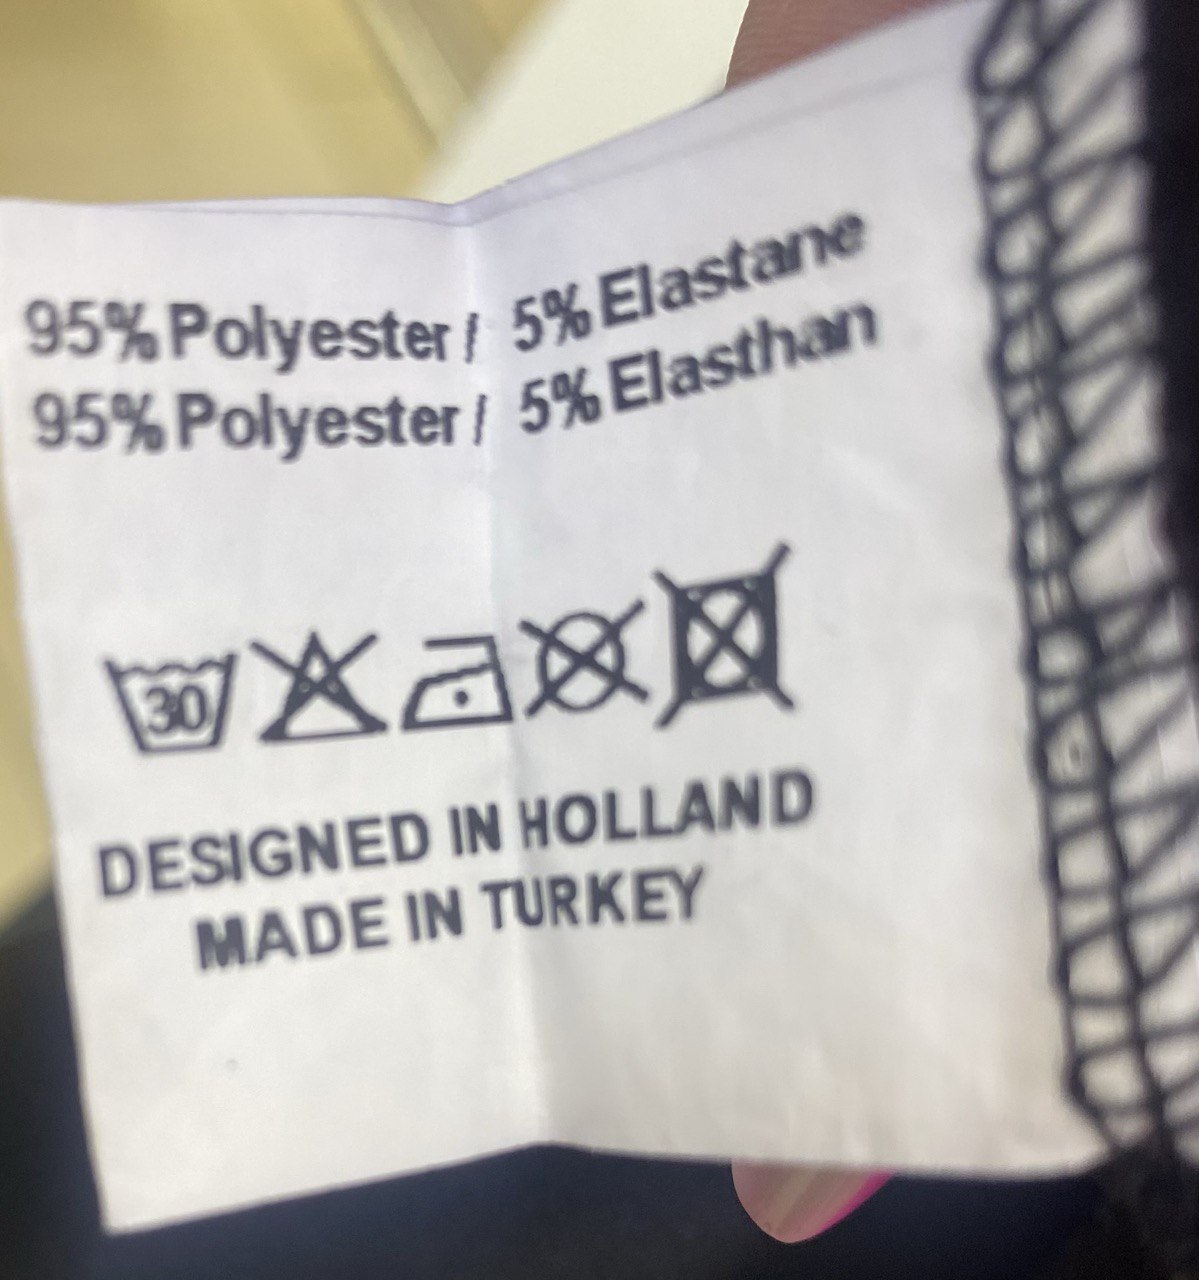 95% Polyester / 5% Elastane
95% Polyester / 5% Elasthan
30
DESIGNED IN HOLLAND
MADE IN TURKEY